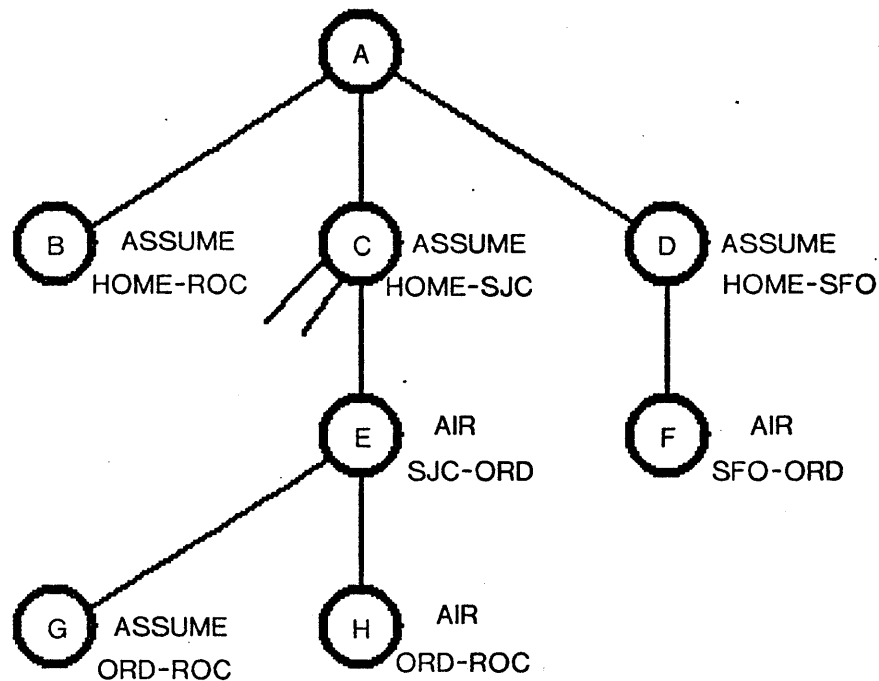 A
B ASSUME
HOME-ROC
C ASSUME
HOME-SJC
D ASSUME
HOME-SFO
E AIR
SJC-ORD
F AIR
SFO-ORD
G ASSUME
ORD-ROC
H AIR
ORD-ROC